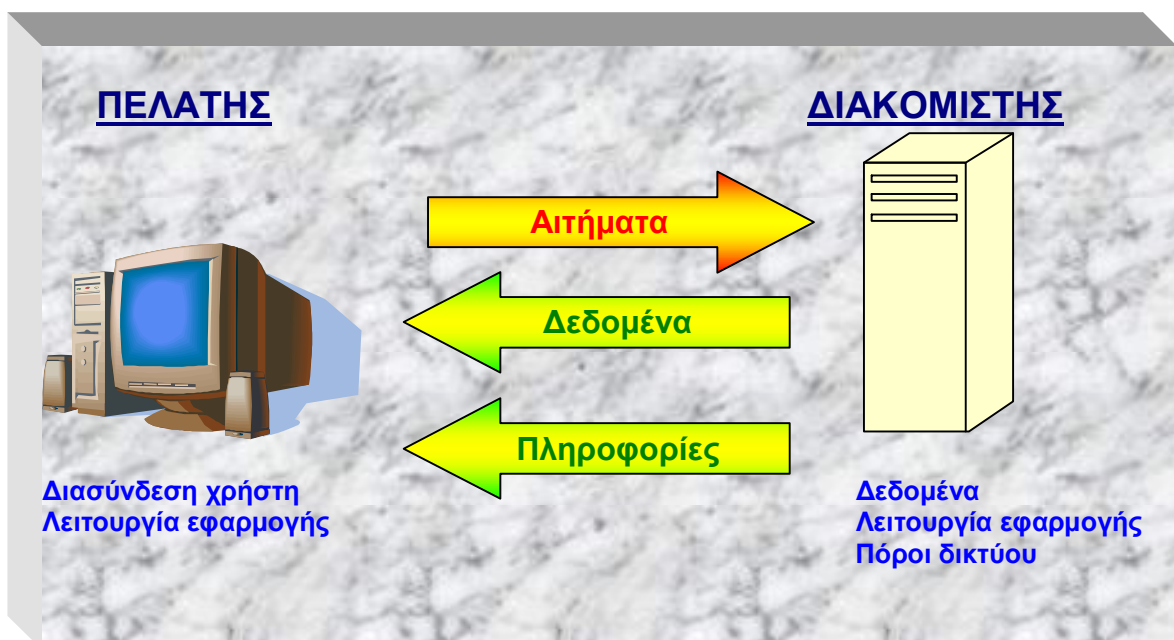 ΠΕΛΑΤΗΣ
ΔΙΑΚΟΜΙΣΤΗΣ
Αιτήματα
Δεδομένα
Πληροφορίες
Διασύνδεση χρήστη
Λειτουργία εφαρμογής
Δεδομένα
Λειτουργία εφαρμογής
Πόροι δικτύου